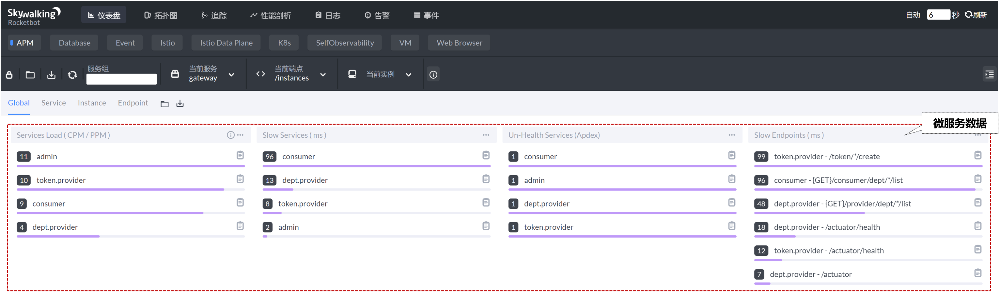 Skywalking
Rocketbot
仪表盘 拓扑图 追踪 性能剖析 日志 告警 事件
自动 6 秒 刷新
APM Database Event Istio Istio Data Plane K8s SelfObservability VM Web Browser
服务组
当前服务
gateway
当前端点
/instances
当前实例
Global Service Instance Endpoint
微服务数据
Services Load ( CPM / PPM )
11 admin
10 token.provider
9 consumer
4 dept.provider
Slow Services ( ms )
96 consumer
13 dept.provider
8 token.provider
2 admin
Un-Health Services (Apdex)
1 consumer
1 admin
1 dept.provider
1 token.provider
Slow Endpoints ( ms )
99 token.provider - /token/*/create
96 consumer - {GET}/consumer/dept/*/list
48 dept.provider - {GET}/provider/dept/*/list
18 dept.provider - /actuator/health
12 token.provider - /actuator/health
7 dept.provider - /actuator